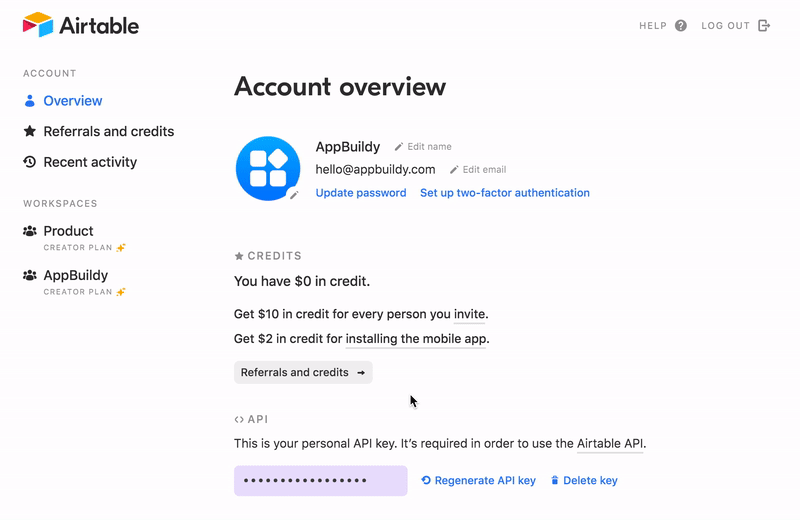 Airtable
HELP
LOG OUT
ACCOUNT
Overview
Referrals and credits
Recent activity
WORKSPACES
Product
CREATOR PLAN
AppBuildy
CREATOR PLAN
Account overview
AppBuildy Edit name
hello@appbuildy.com Edit email
Update password Set up two-factor authentication
CREDITS
You have $0 in credit.
Get $10 in credit for every person you invite.
Get $2 in credit for installing the mobile app.
Referrals and credits →
<> API
This is your personal API key. It’s required in order to use the Airtable API.
••••••••••••••••• Regenerate API key Delete key